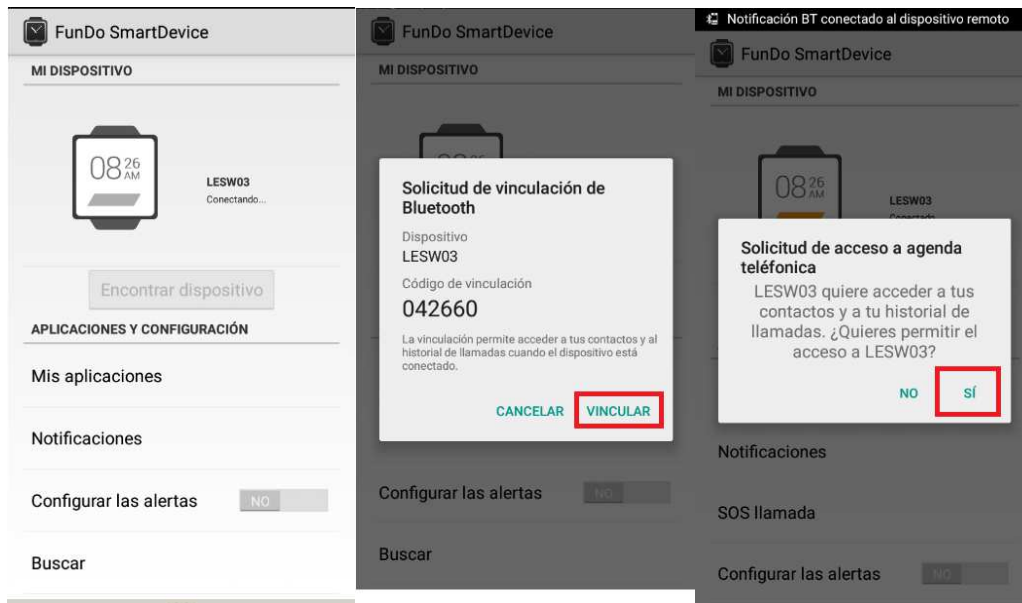 FunDo SmartDevice
MI DISPOSITIVO
08 26
AM
LESW03
Conectando...
Encontrar dispositivo
APLICACIONES Y CONFIGURACIÓN
Mis aplicaciones
Notificaciones
Configurar las alertas NO
Buscar
FunDo SmartDevice
MI DISPOSITIVO
Solicitud de vinculación de
Bluetooth
Dispositivo
LESW03
Código de vinculación
042660
La vinculación permite acceder a tus contactos y al
historial de llamadas cuando el dispositivo está
conectado.
CANCELAR VINCULAR
Configurar las alertas NO
Buscar
Notificación BT conectado al dispositivo remoto
FunDo SmartDevice
MI DISPOSITIVO
08 26
AM
LESW03
Conectado
Solicitud de acceso a agenda
teléfonica
LESW03 quiere acceder a tus
contactos y a tu historial de
llamadas. ¿Quieres permitir el
acceso a LESW03?
NO SÍ
Notificaciones
SOS llamada
Configurar las alertas NO